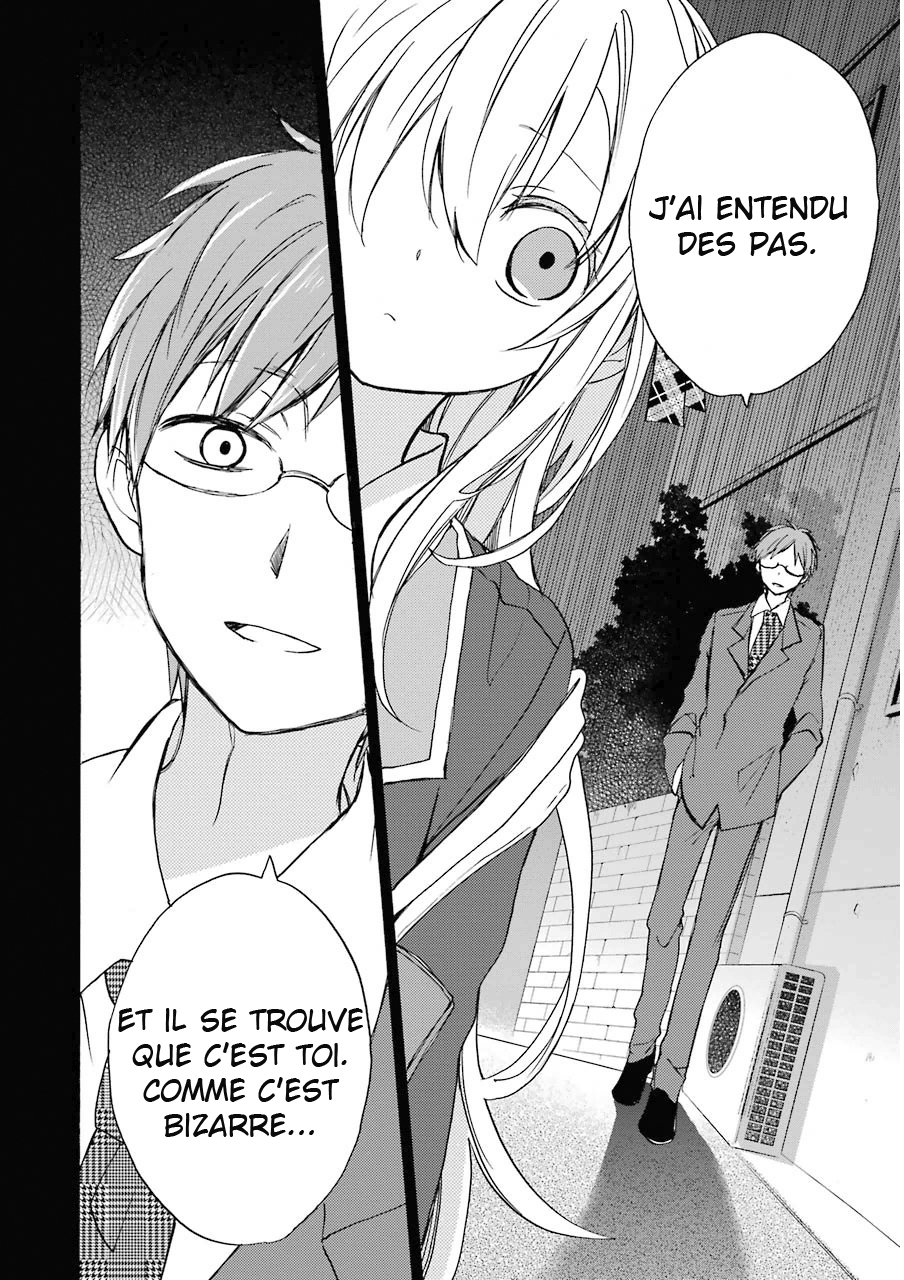 J'AI ENTENDU
DES PAS.
ET IL SE TROUVE
QUE C'EST TOI.
COMME C'EST
BIZARRE...